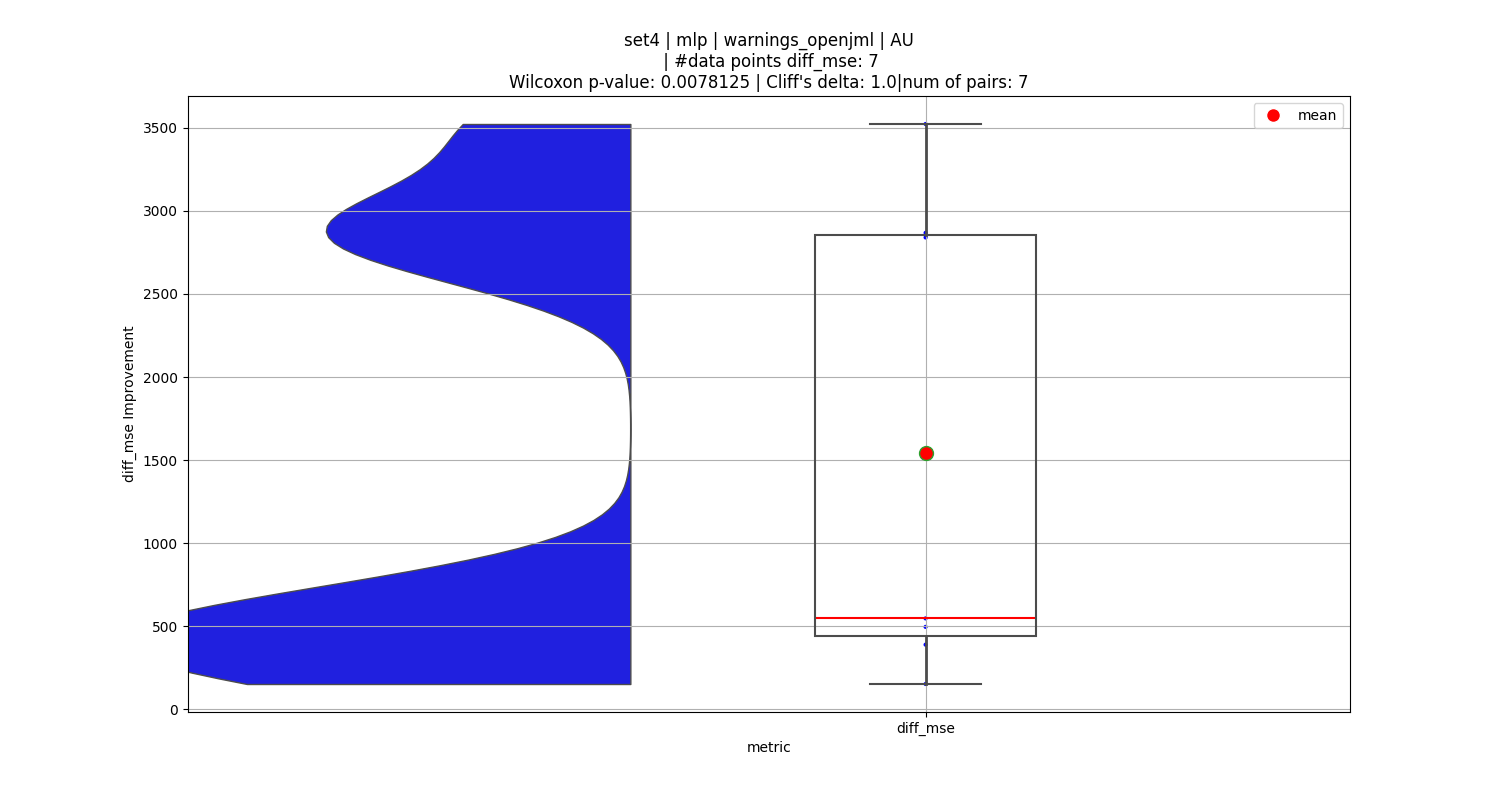 set4 | mlp | warnings_openjml | AU
| #data points diff_mse: 7
Wilcoxon p-value: 0.0078125 | Cliff's delta: 1.0|num of pairs: 7
mean
3500
3000
2500
2000
1500
1000
500
0
diff_mse Improvement
diff_mse
metric